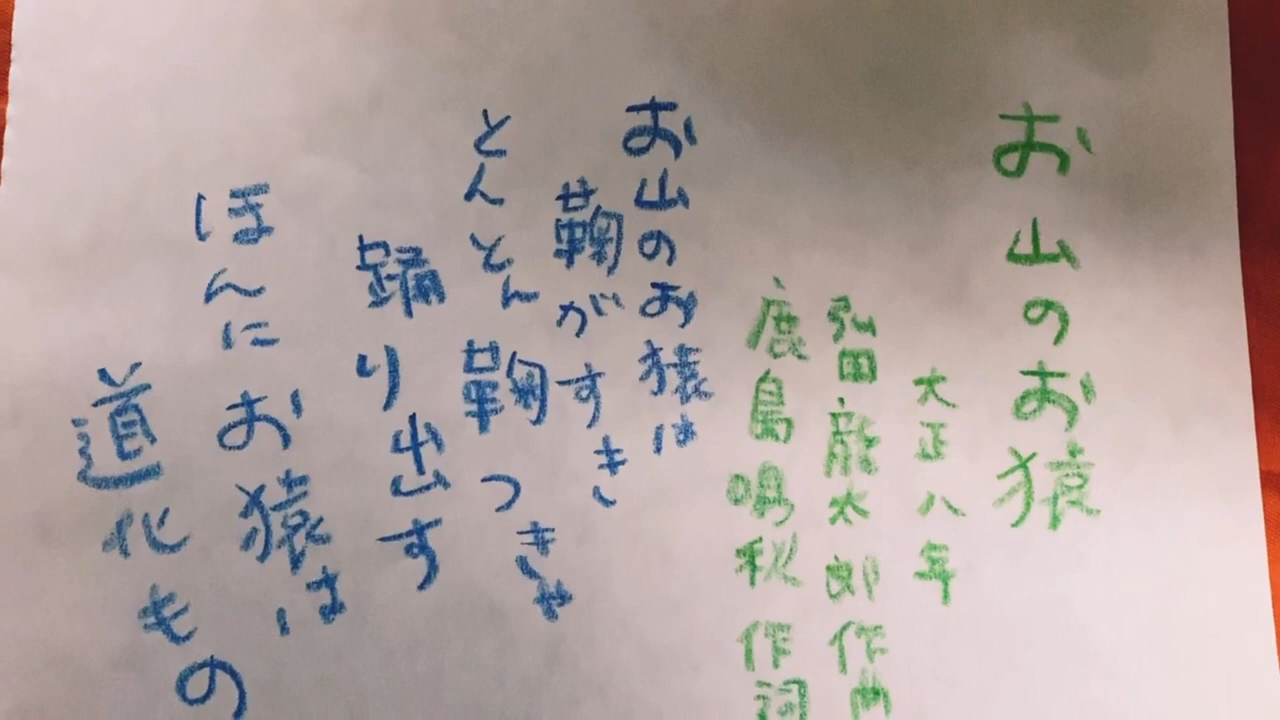 お山のお猿
大正八年
弘田龍太郎作曲
鹿島鳴秋作詞
お山のお猿は
鞠がすき
とんとん鞠つきゃ
踊り出す
ほんにお猿は
道化もの